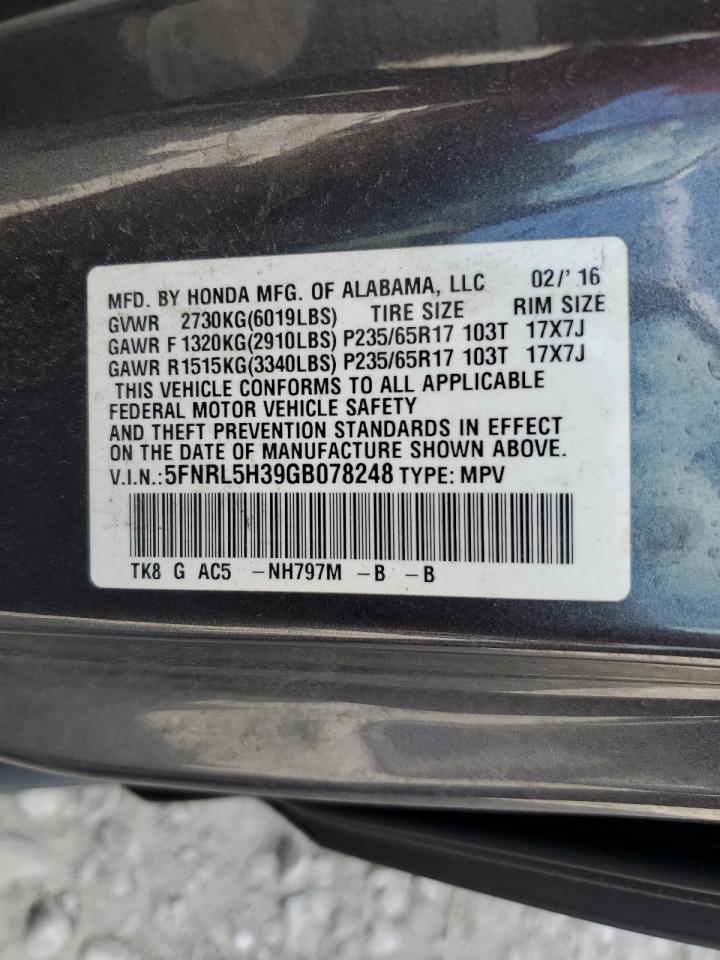 MFD. BY HONDA MFG. OF ALABAMA, LLC 02/' 16
GVWR 2730KG(6019LBS) TIRE SIZE RIM SIZE
GAWR F 1320KG(2910LBS) P235/65R17 103T 17X7J
GAWR R1515KG(3340LBS) P235/65R17 103T 17X7J
THIS VEHICLE CONFORMS TO ALL APPLICABLE
FEDERAL MOTOR VEHICLE SAFETY
AND THEFT PREVENTION STANDARDS IN EFFECT
ON THE DATE OF MANUFACTURE SHOWN ABOVE.
V.I.N.:5FNRL5H39GB078248 TYPE: MPV
TK8 G AC5 -NH797M -B -B